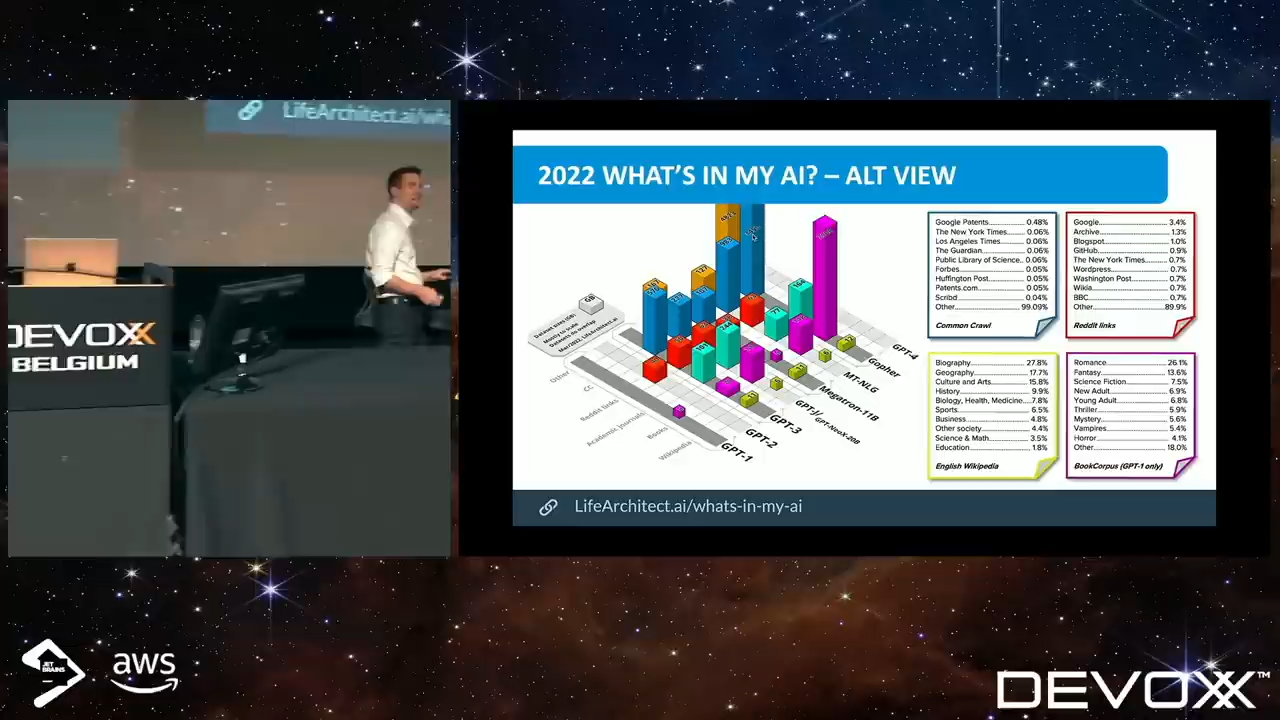 LifeArchitect.ai/wha
DEVOXX
BELGIUM
2022 WHAT'S IN MY AI? – ALT VIEW
GB
Other
CC
Reddit links
Academic journals
Books
Wikipedia
GPT-1
GPT-2
GPT-3
GPT-J/ GPT-NeoX-20B
Megatron-11B
MT-NLG
Gopher
GPT-4
Google Patents 0.48%
The New York Times 0.06%
Los Angeles Times 0.06%
The Guardian 0.06%
Public Library of Science 0.06%
Forbes 0.05%
Huffington Post 0.05%
Patents.com 0.05%
Scribd 0.04%
Other 99.09%
Common Crawl
Google 3.4%
Archive 1.3%
Blogspot 1.0%
GitHub 0.9%
The New York Times 0.7%
Wordpress 0.7%
Washington Post 0.7%
Wikia 0.7%
BBC 0.7%
Other 89.9%
Reddit links
Biography 27.8%
Geography 17.7%
Culture and Arts 15.8%
History 9.9%
Biology, Health, Medicine 7.8%
Sports 6.5%
Business 4.8%
Other society 4.4%
Science & Math 3.5%
Education 1.8%
English Wikipedia
Romance 26.1%
Fantasy 13.6%
Science Fiction 7.5%
New Adult 6.9%
Young Adult 6.8%
Thriller 5.9%
Mystery 5.6%
Vampires 5.4%
Horror 4.1%
Other 18.0%
BookCorpus (GPT-1 only)
LifeArchitect.ai/whats-in-my-ai
JET
BRAINS
aws
DEVOXX™